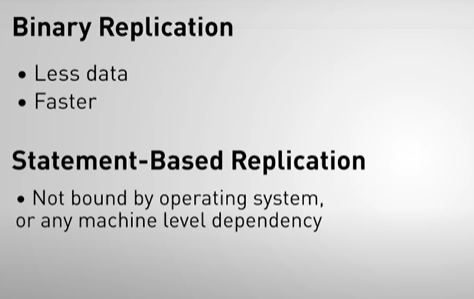 Binary Replication
• Less data
• Faster
Statement-Based Replication
• Not bound by operating system,
or any machine level dependency